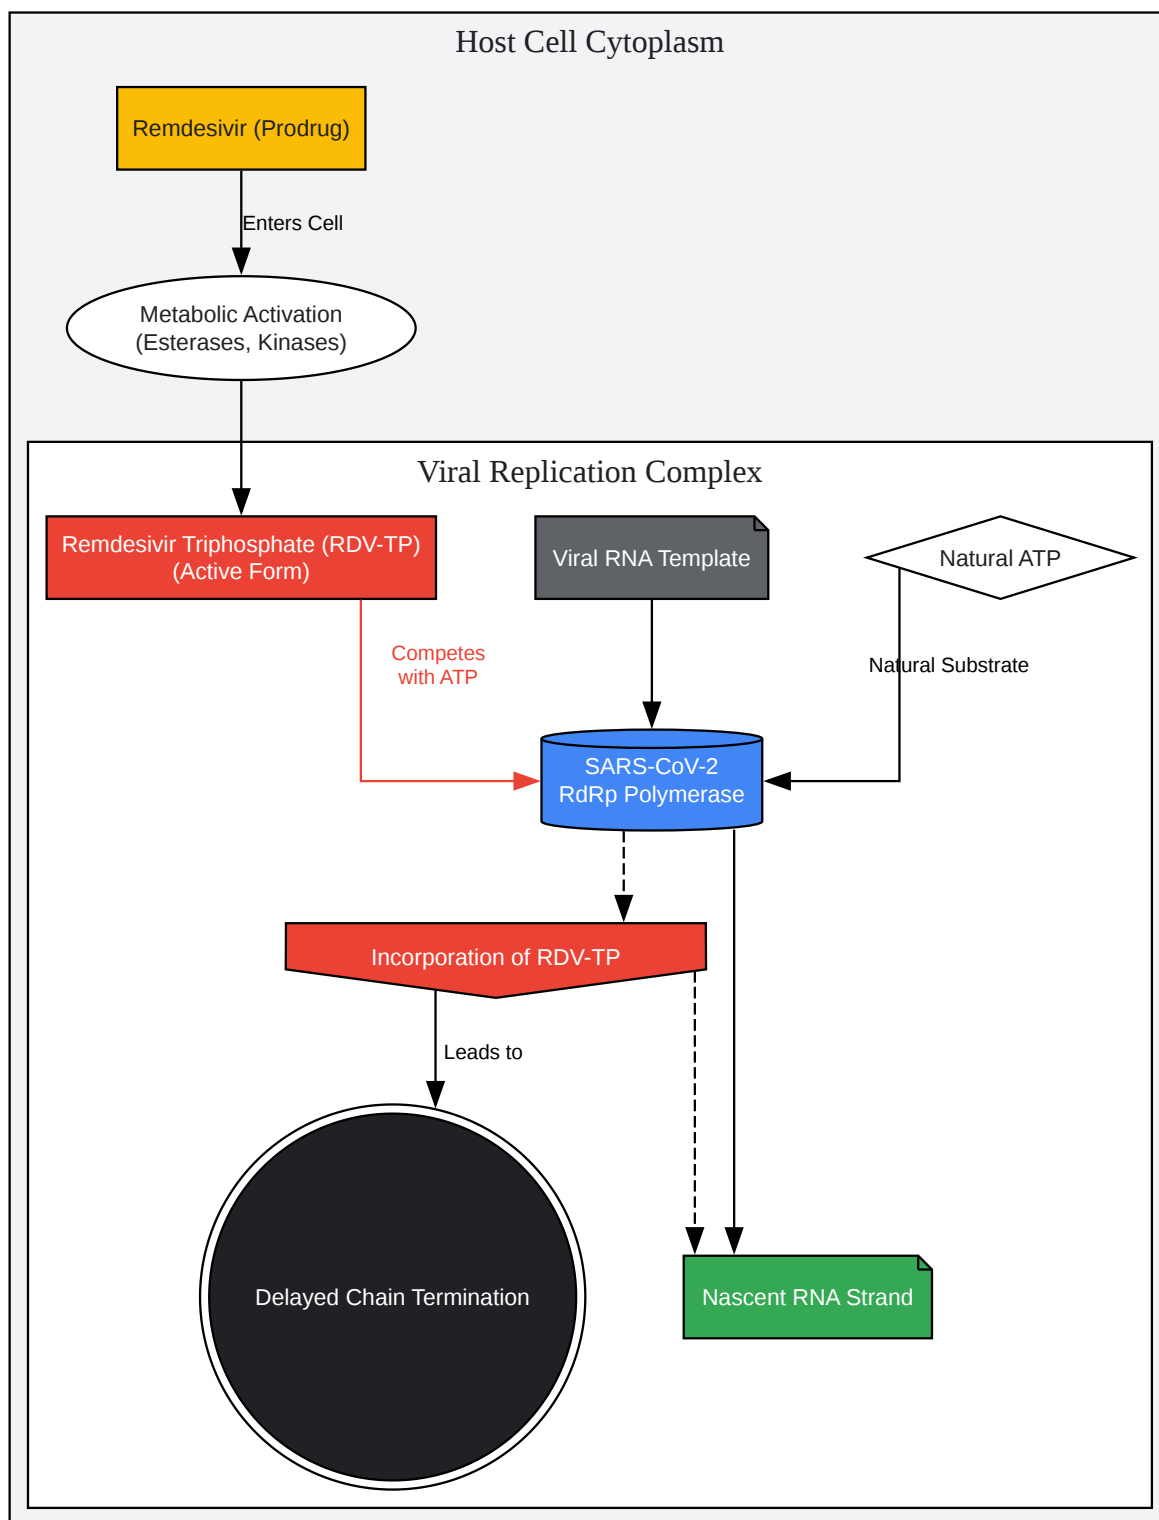 Host Cell Cytoplasm
Remdesivir (Prodrug)
Enters Cell
Metabolic Activation
(Esterases, Kinases)
Viral Replication Complex
Remdesivir Triphosphate (RDV-TP)
(Active Form)
Viral RNA Template
Natural ATP
Competes
with ATP
Natural Substrate
SARS-CoV-2
RdRp Polymerase
Incorporation of RDV-TP
Leads to
Delayed Chain Termination
Nascent RNA Strand